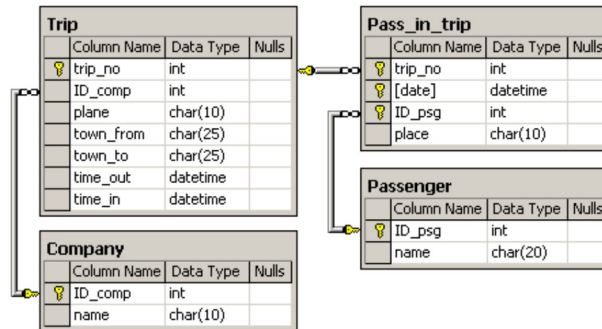 Trip
Column Name Data Type Nulls
trip_no int
ID_comp int
plane char(10)
town_from char(25)
town_to char(25)
time_out datetime
time_in datetime
Company
Column Name Data Type Nulls
ID_comp int
name char(10)
Pass_in_trip
Column Name Data Type Nulls
trip_no int
[date] datetime
ID_psg int
place char(10)
Passenger
Column Name Data Type Nulls
ID_psg int
name char(20)